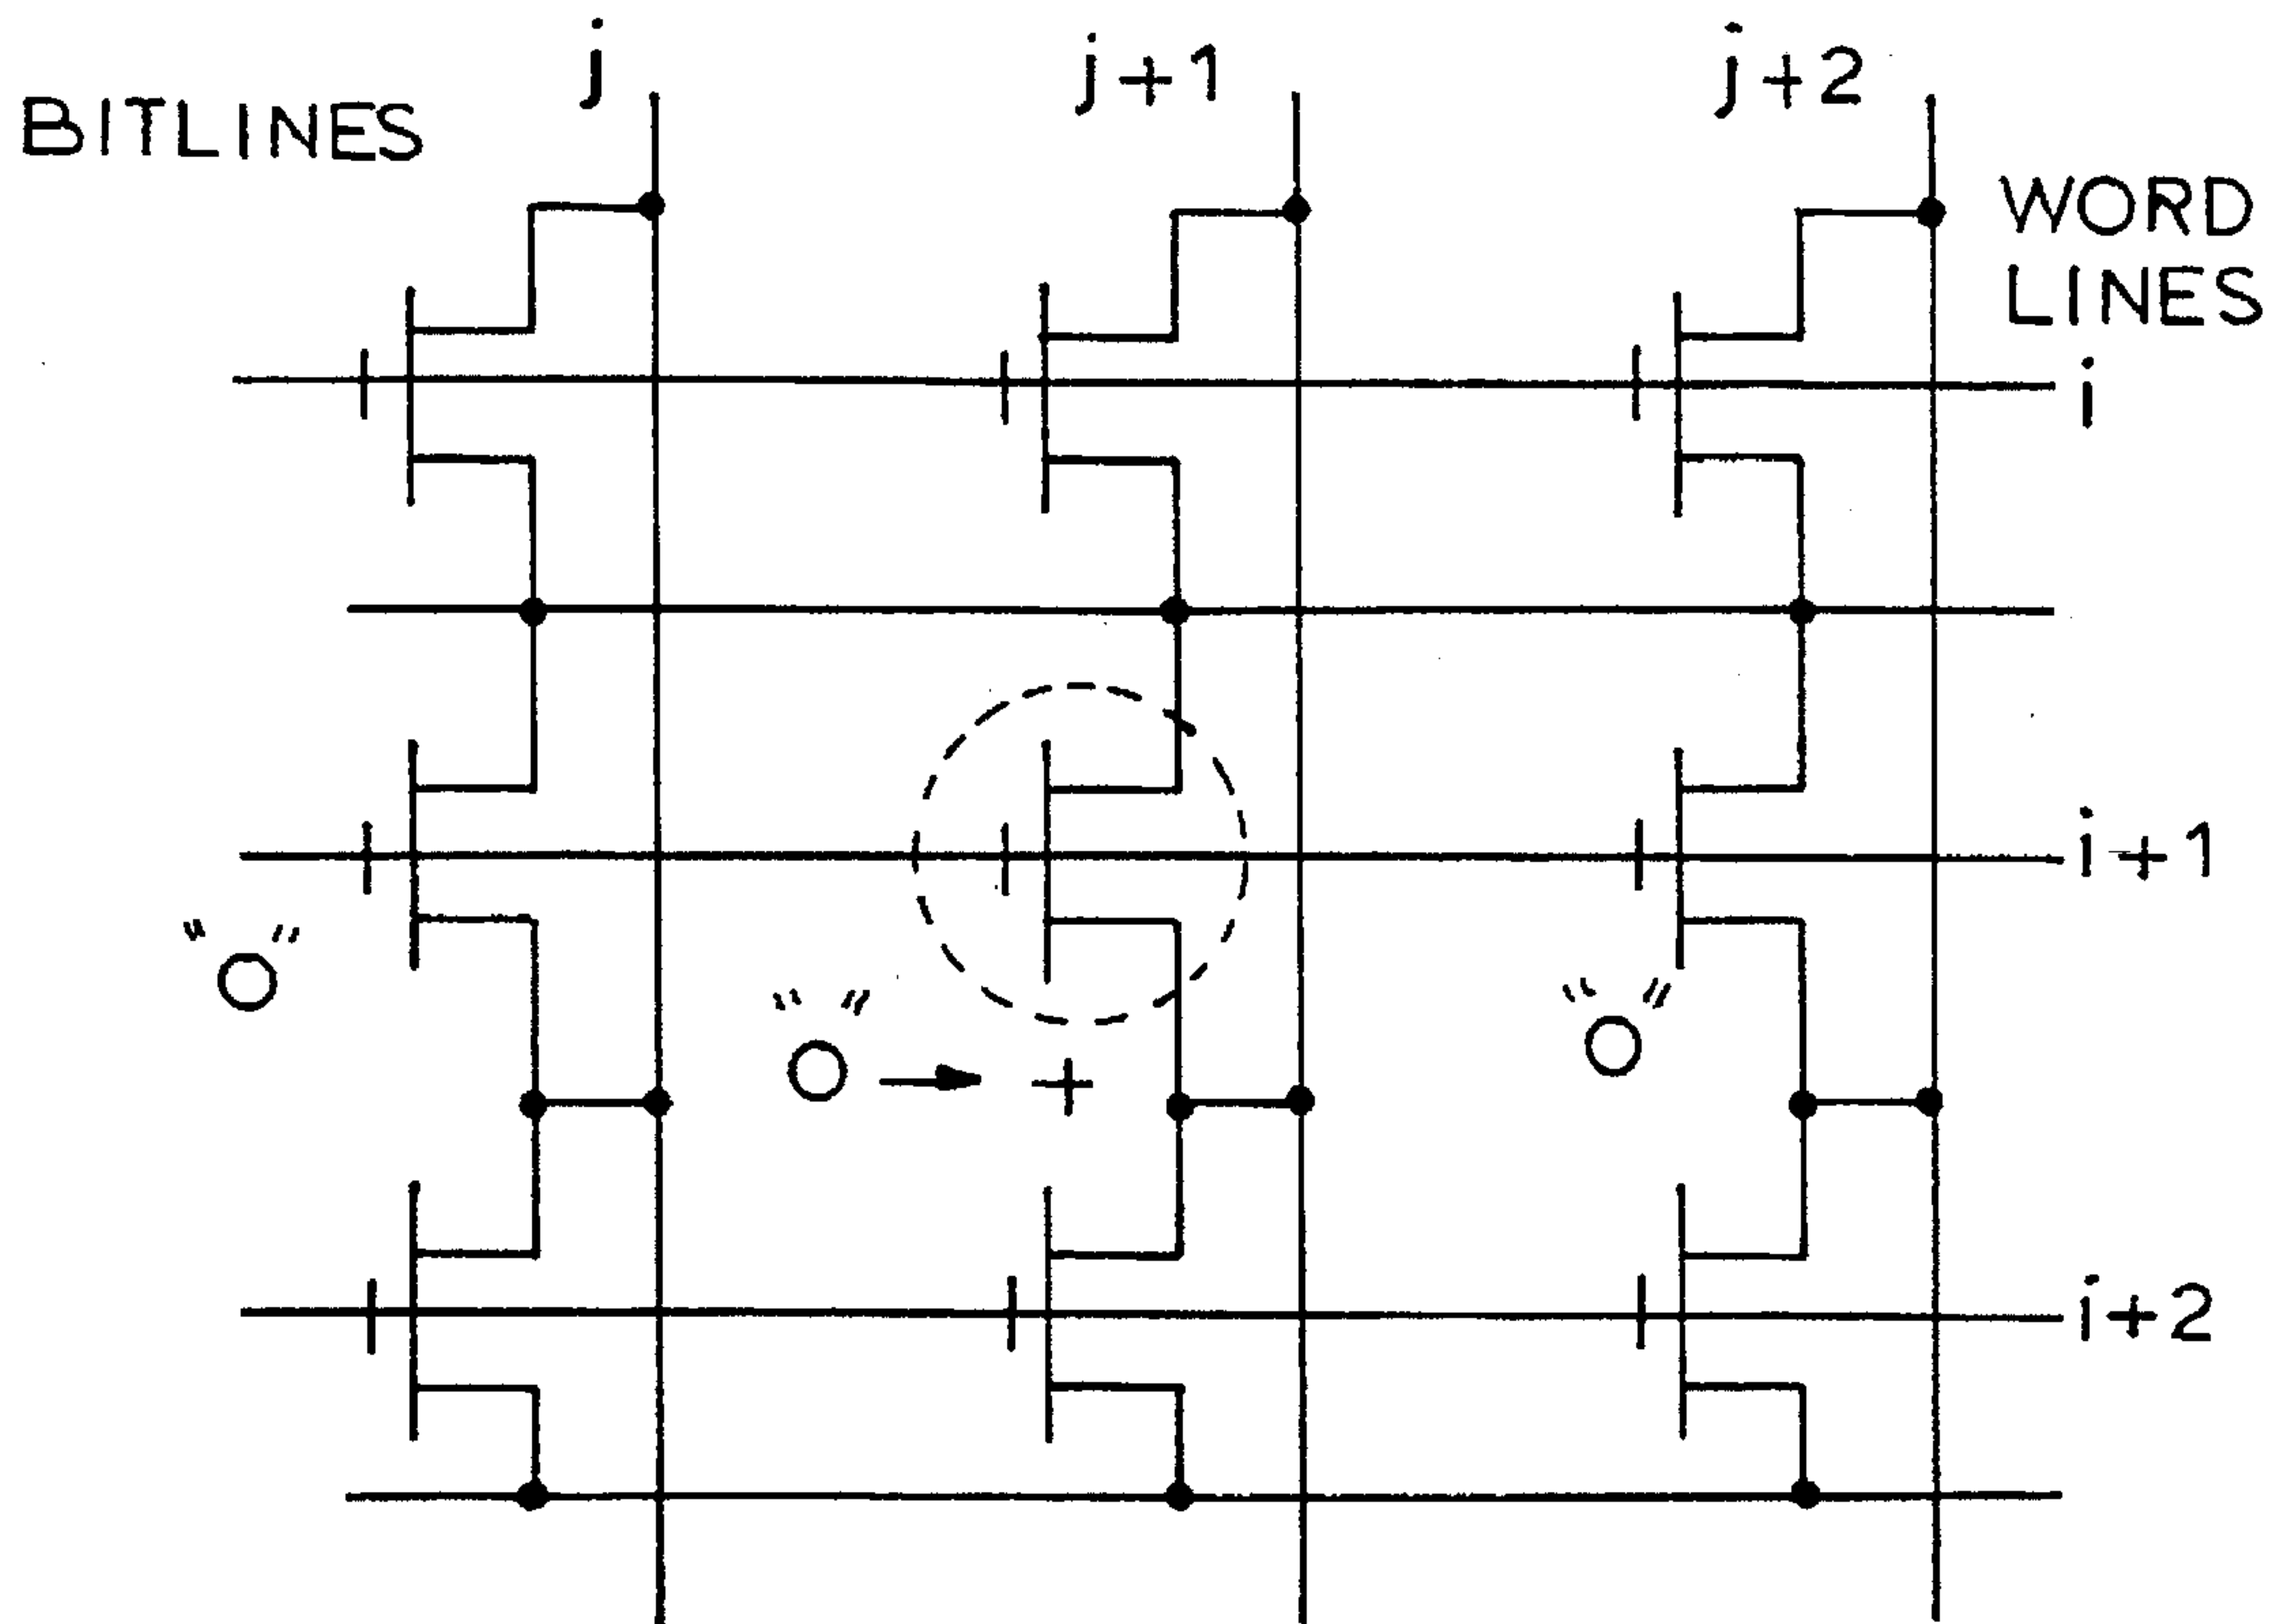 BITLINES
j
j+1
j+2
WORD
LINES
i
i+1
"O"
"O" → +
"O"
i+2